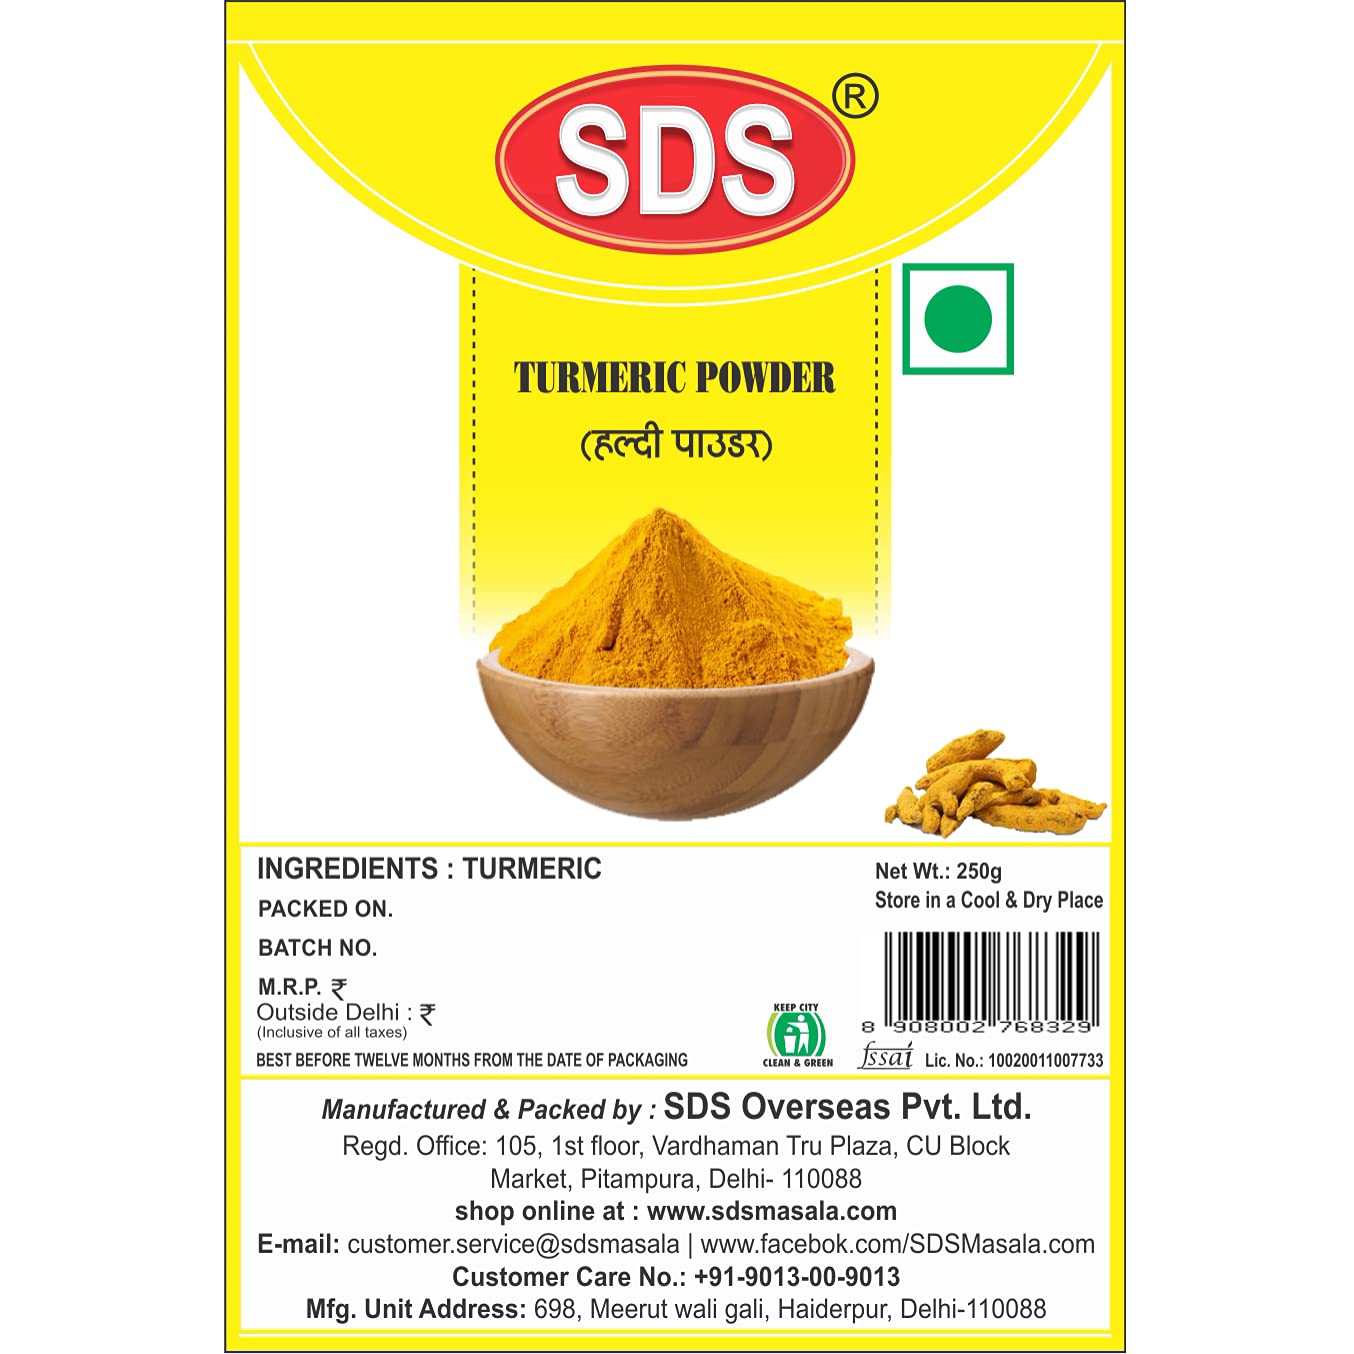 SDS ®
TURMERIC POWDER
(हल्दी पाउडर)
INGREDIENTS : TURMERIC
PACKED ON.
BATCH NO.
M.R.P. ₹
Outside Delhi : ₹
(Inclusive of all taxes)
BEST BEFORE TWELVE MONTHS FROM THE DATE OF PACKAGING
Net Wt.: 250g
Store in a Cool & Dry Place
8 908002 768329
KEEP CITY
CLEAN & GREEN
fssai Lic. No.: 10020011007733
Manufactured & Packed by : SDS Overseas Pvt. Ltd.
Regd. Office: 105, 1st floor, Vardhaman Tru Plaza, CU Block
Market, Pitampura, Delhi- 110088
shop online at : www.sdsmasala.com
E-mail: customer.service@sdsmasala | www.facebok.com/SDSMasala.com
Customer Care No.: +91-9013-00-9013
Mfg. Unit Address: 698, Meerut wali gali, Haiderpur, Delhi-110088